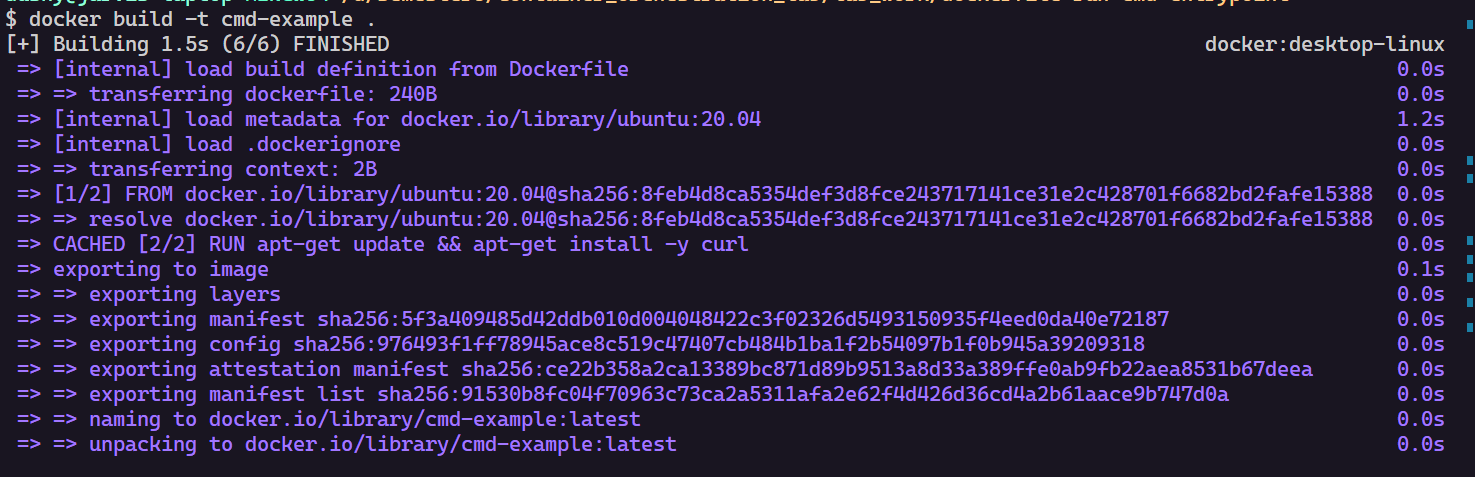 $ docker build -t cmd-example .
[+] Building 1.5s (6/6) FINISHED docker:desktop-linux
=> [internal] load build definition from Dockerfile 0.0s
=> => transferring dockerfile: 240B 0.0s
=> [internal] load metadata for docker.io/library/ubuntu:20.04 1.2s
=> [internal] load .dockerignore 0.0s
=> => transferring context: 2B 0.0s
=> [1/2] FROM docker.io/library/ubuntu:20.04@sha256:8feb4d8ca5354def3d8fce243717141ce31e2c428701f6682bd2fafe15388 0.0s
=> => resolve docker.io/library/ubuntu:20.04@sha256:8feb4d8ca5354def3d8fce243717141ce31e2c428701f6682bd2fafe15388 0.0s
=> CACHED [2/2] RUN apt-get update && apt-get install -y curl 0.0s
=> exporting to image 0.1s
=> => exporting layers 0.0s
=> => exporting manifest sha256:5f3a409485d42ddb010d004048422c3f02326d5493150935f4eed0da40e72187 0.0s
=> => exporting config sha256:976493f1ff78945ace8c519c47407cb484b1ba1f2b54097b1f0b945a39209318 0.0s
=> => exporting attestation manifest sha256:ce22b358a2ca13389bc871d89b9513a8d33a389ffe0ab9fb22aea8531b67deea 0.0s
=> => exporting manifest list sha256:91530b8fc04f70963c73ca2a5311afa2e62f4d426d36cd4a2b61aace9b747d0a 0.0s
=> => naming to docker.io/library/cmd-example:latest 0.0s
=> => unpacking to docker.io/library/cmd-example:latest 0.0s